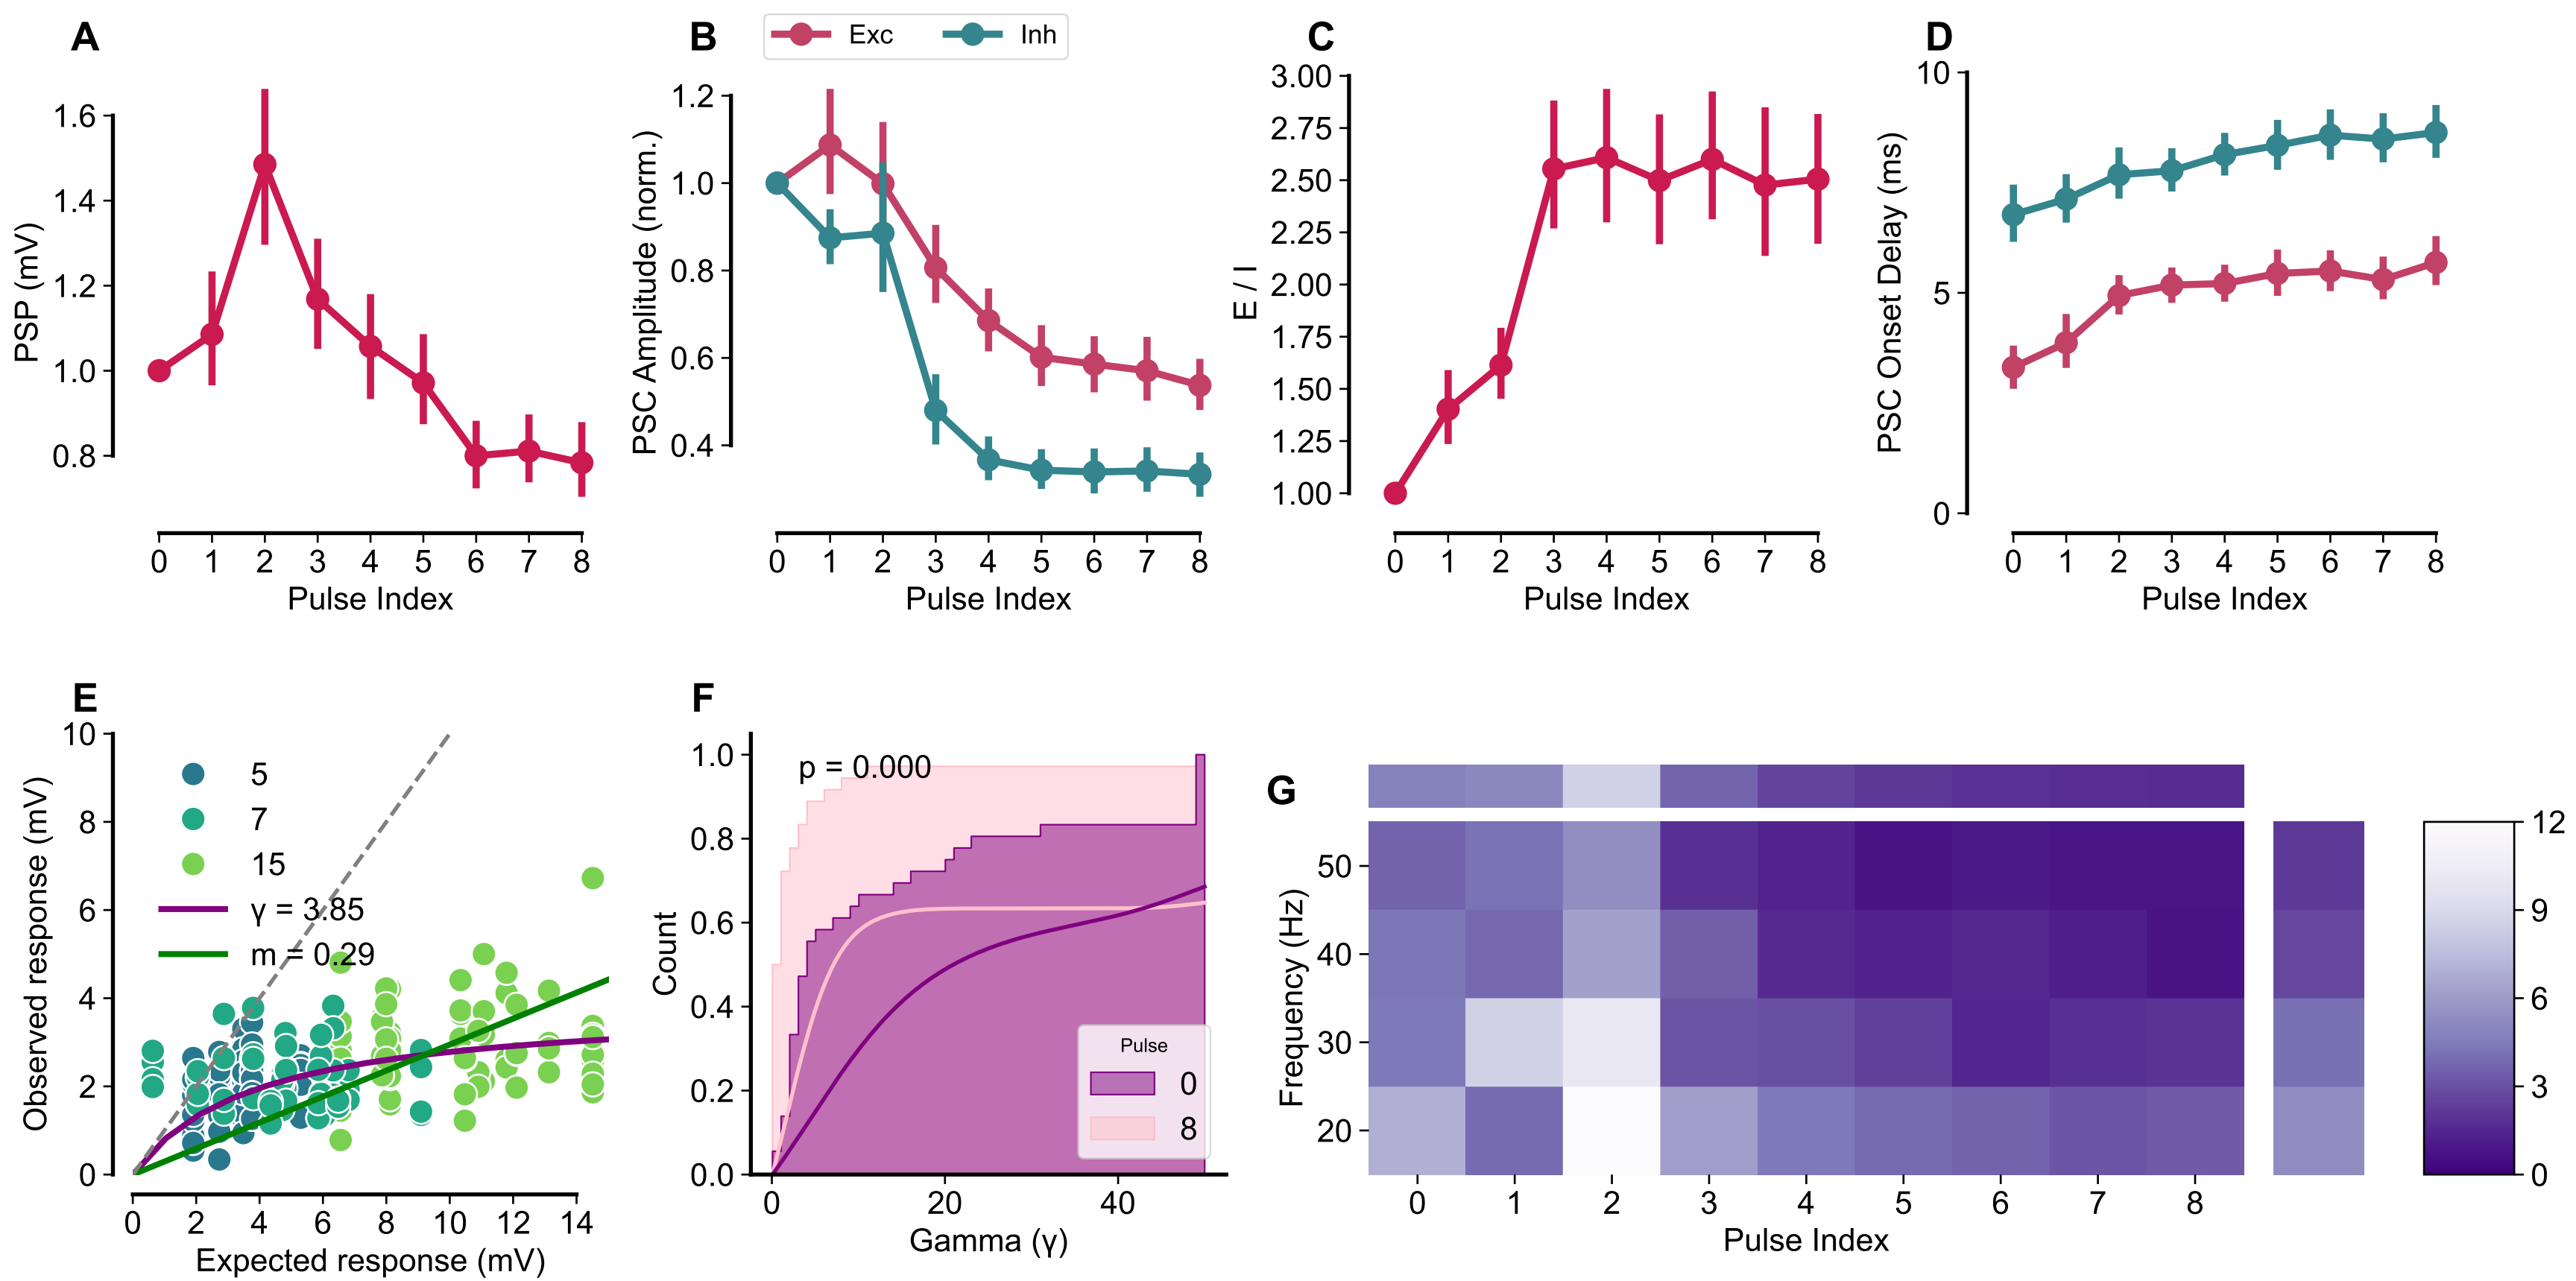 A
PSP (mV)
1.6
1.4
1.2
1.0
0.8
0 1 2 3 4 5 6 7 8
Pulse Index
B
Exc Inh
PSC Amplitude (norm.)
1.2
1.0
0.8
0.6
0.4
0 1 2 3 4 5 6 7 8
Pulse Index
C
E / I
3.00
2.75
2.50
2.25
2.00
1.75
1.50
1.25
1.00
0 1 2 3 4 5 6 7 8
Pulse Index
D
PSC Onset Delay (ms)
10
5
0
0 1 2 3 4 5 6 7 8
Pulse Index
E
Observed response (mV)
10
8
6
4
2
0
5
7
15
γ = 3.85
m = 0.29
0 2 4 6 8 10 12 14
Expected response (mV)
F
Count
1.0
0.8
0.6
0.4
0.2
0.0
p = 0.000
Pulse
0
8
0 20 40
Gamma (γ)
G
Frequency (Hz)
50
40
30
20
0 1 2 3 4 5 6 7 8
Pulse Index
12
9
6
3
0